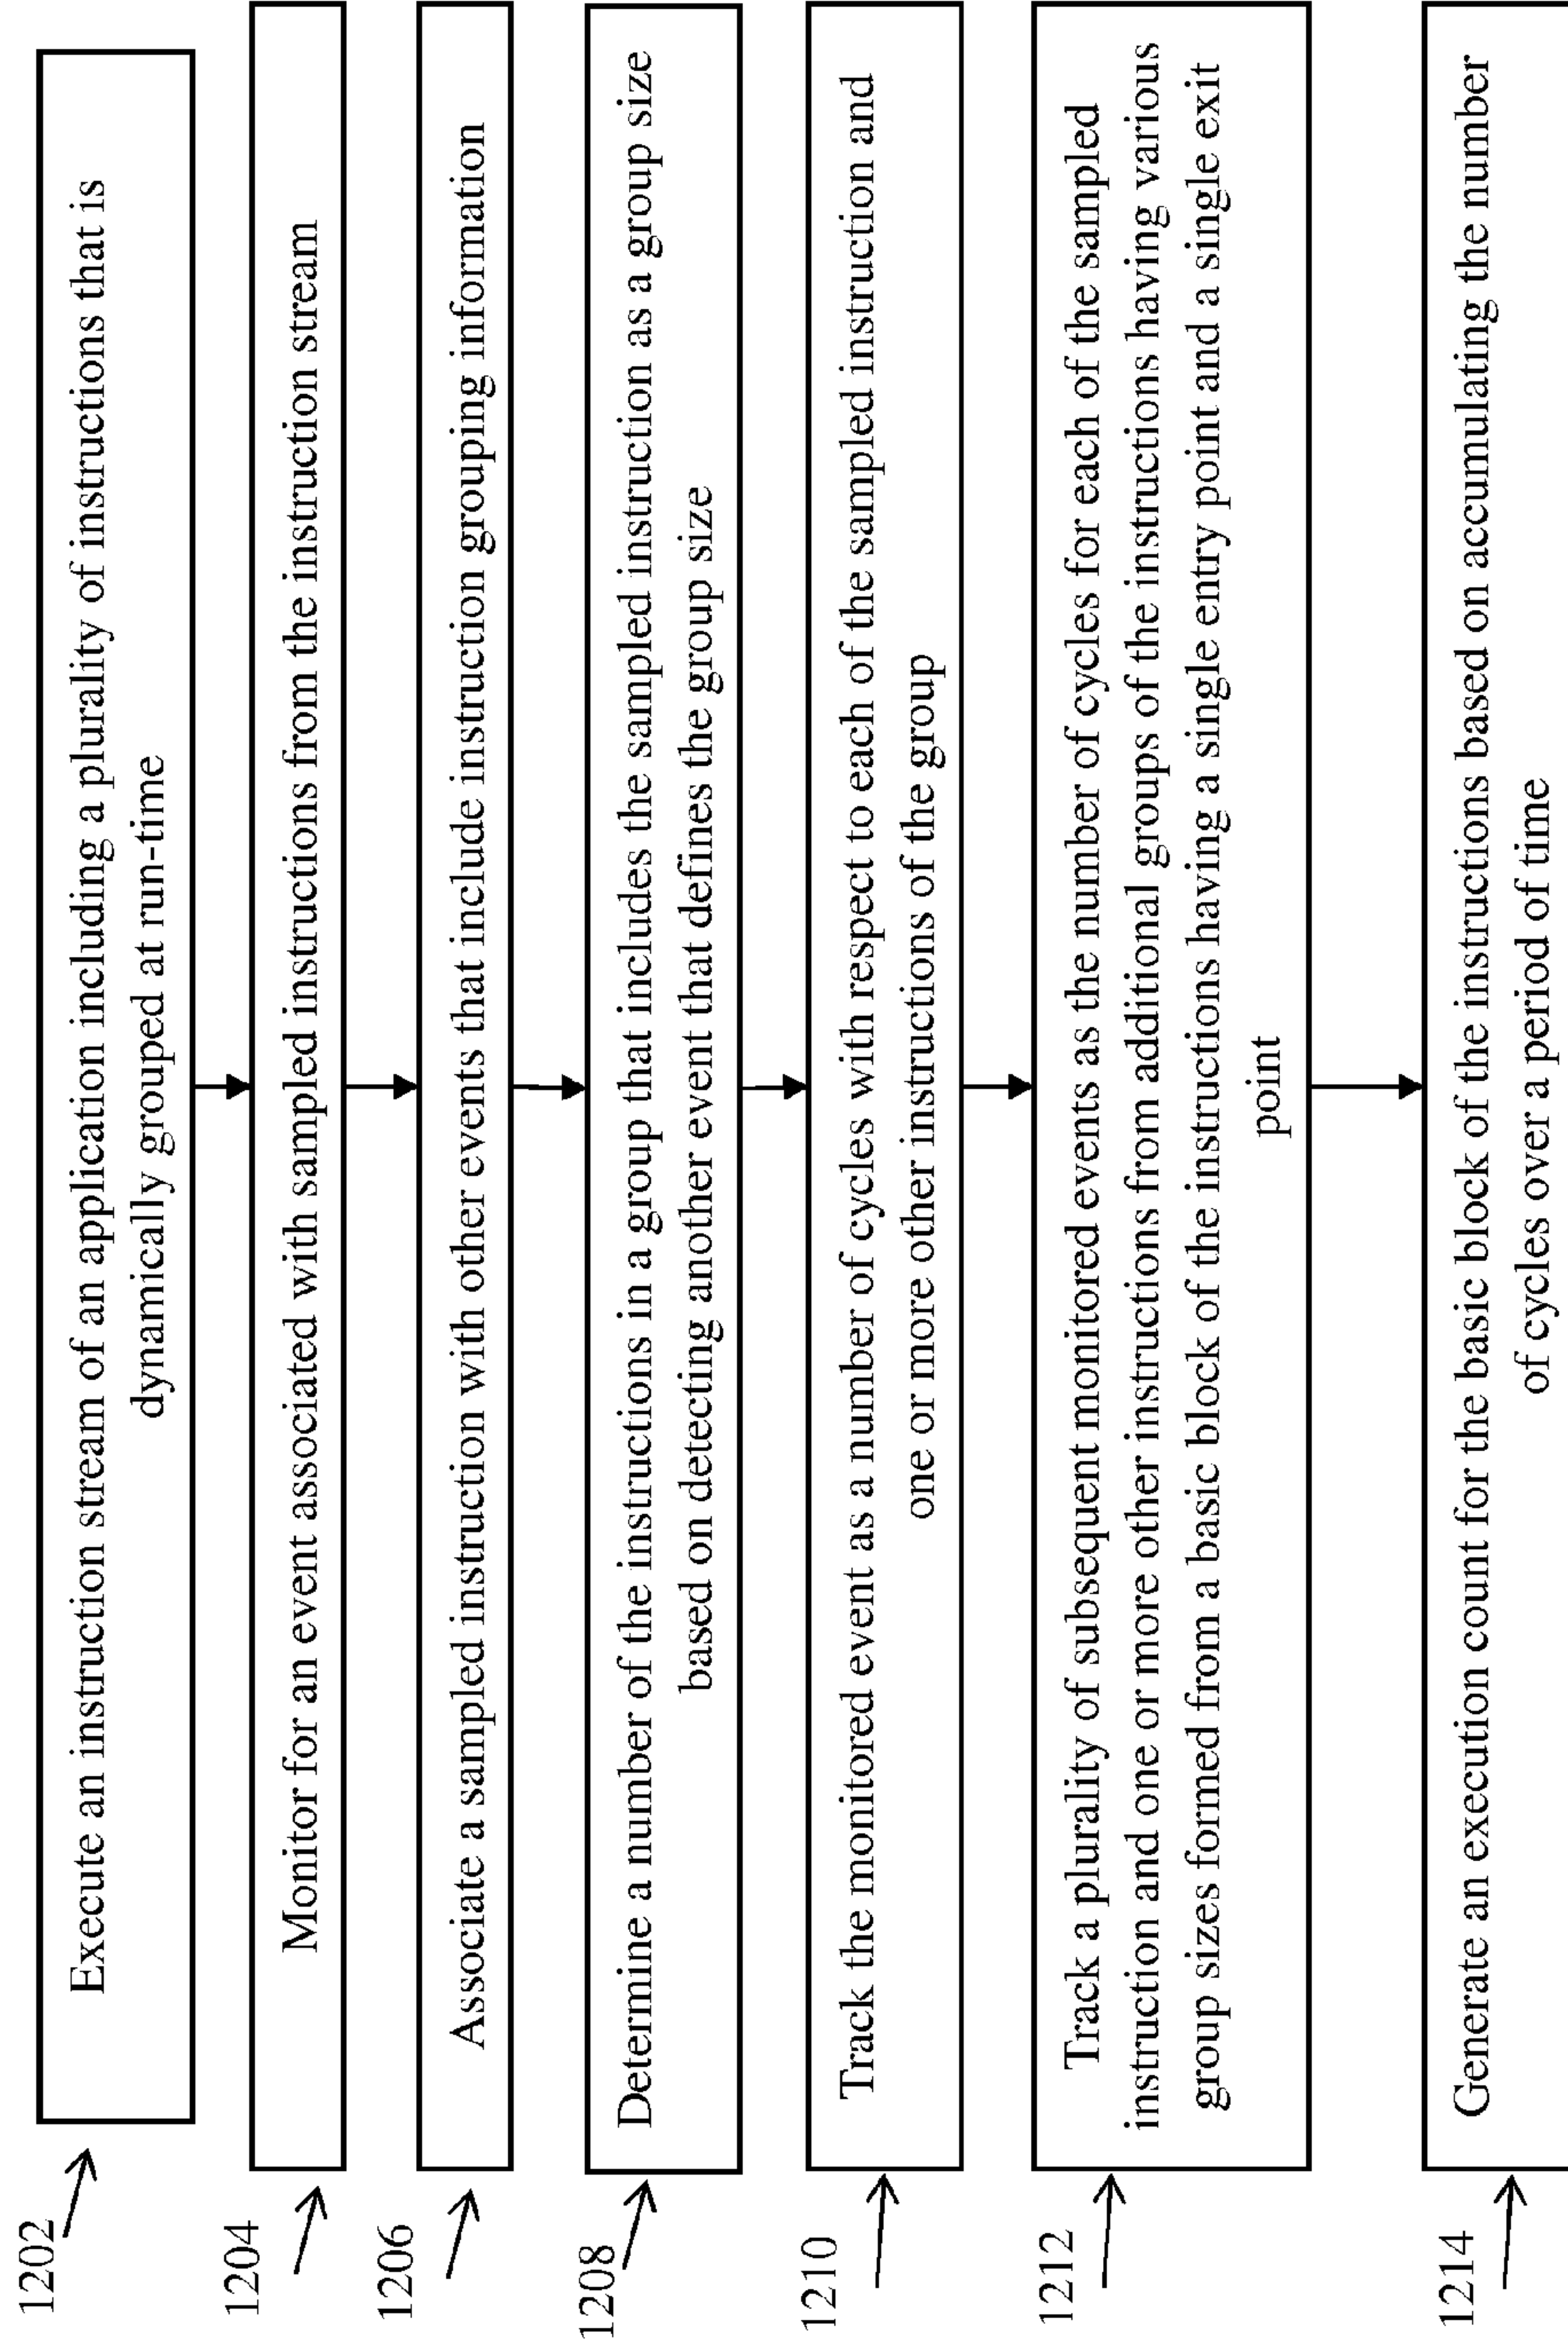 1202
Execute an instruction stream of an application including a plurality of instructions that is
dynamically grouped at run-time
1204
Monitor for an event associated with sampled instructions from the instruction stream
1206
Associate a sampled instruction with other events that include instruction grouping information
1208
Determine a number of the instructions in a group that includes the sampled instruction as a group size
based on detecting another event that defines the group size
1210
Track the monitored event as a number of cycles with respect to each of the sampled instruction and
one or more other instructions of the group
1212
Track a plurality of subsequent monitored events as the number of cycles for each of the sampled
instruction and one or more other instructions from additional groups of the instructions having various
group sizes formed from a basic block of the instructions having a single entry point and a single exit
point
1214
Generate an execution count for the basic block of the instructions based on accumulating the number
of cycles over a period of time